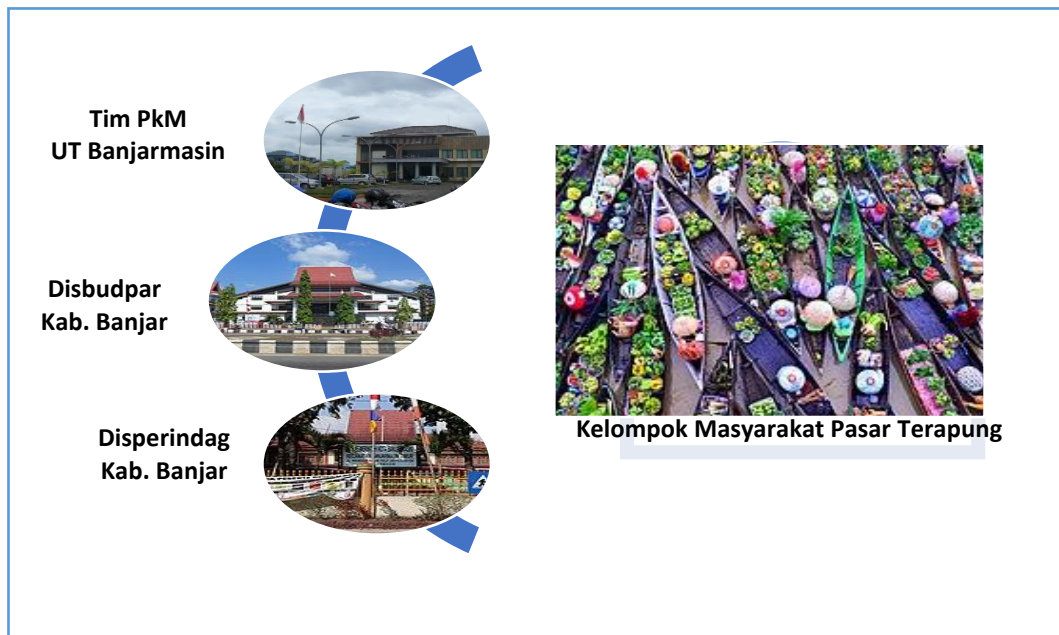 Tim PkM
UT Banjarmasin
Disbudpar
Kab. Banjar
Disperindag
Kab. Banjar
Kelompok Masyarakat Pasar Terapung